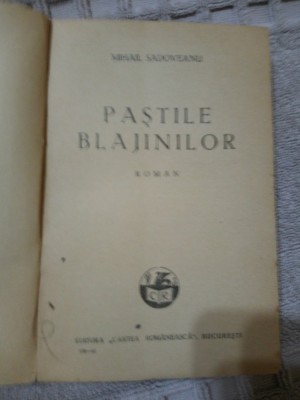 MIHAIL SADOVEANU
PAȘTILE
BLAJINILOR
ROMAN
EDITURA „CARTEA ROMÂNEASCĂ”, BUCUREȘTI